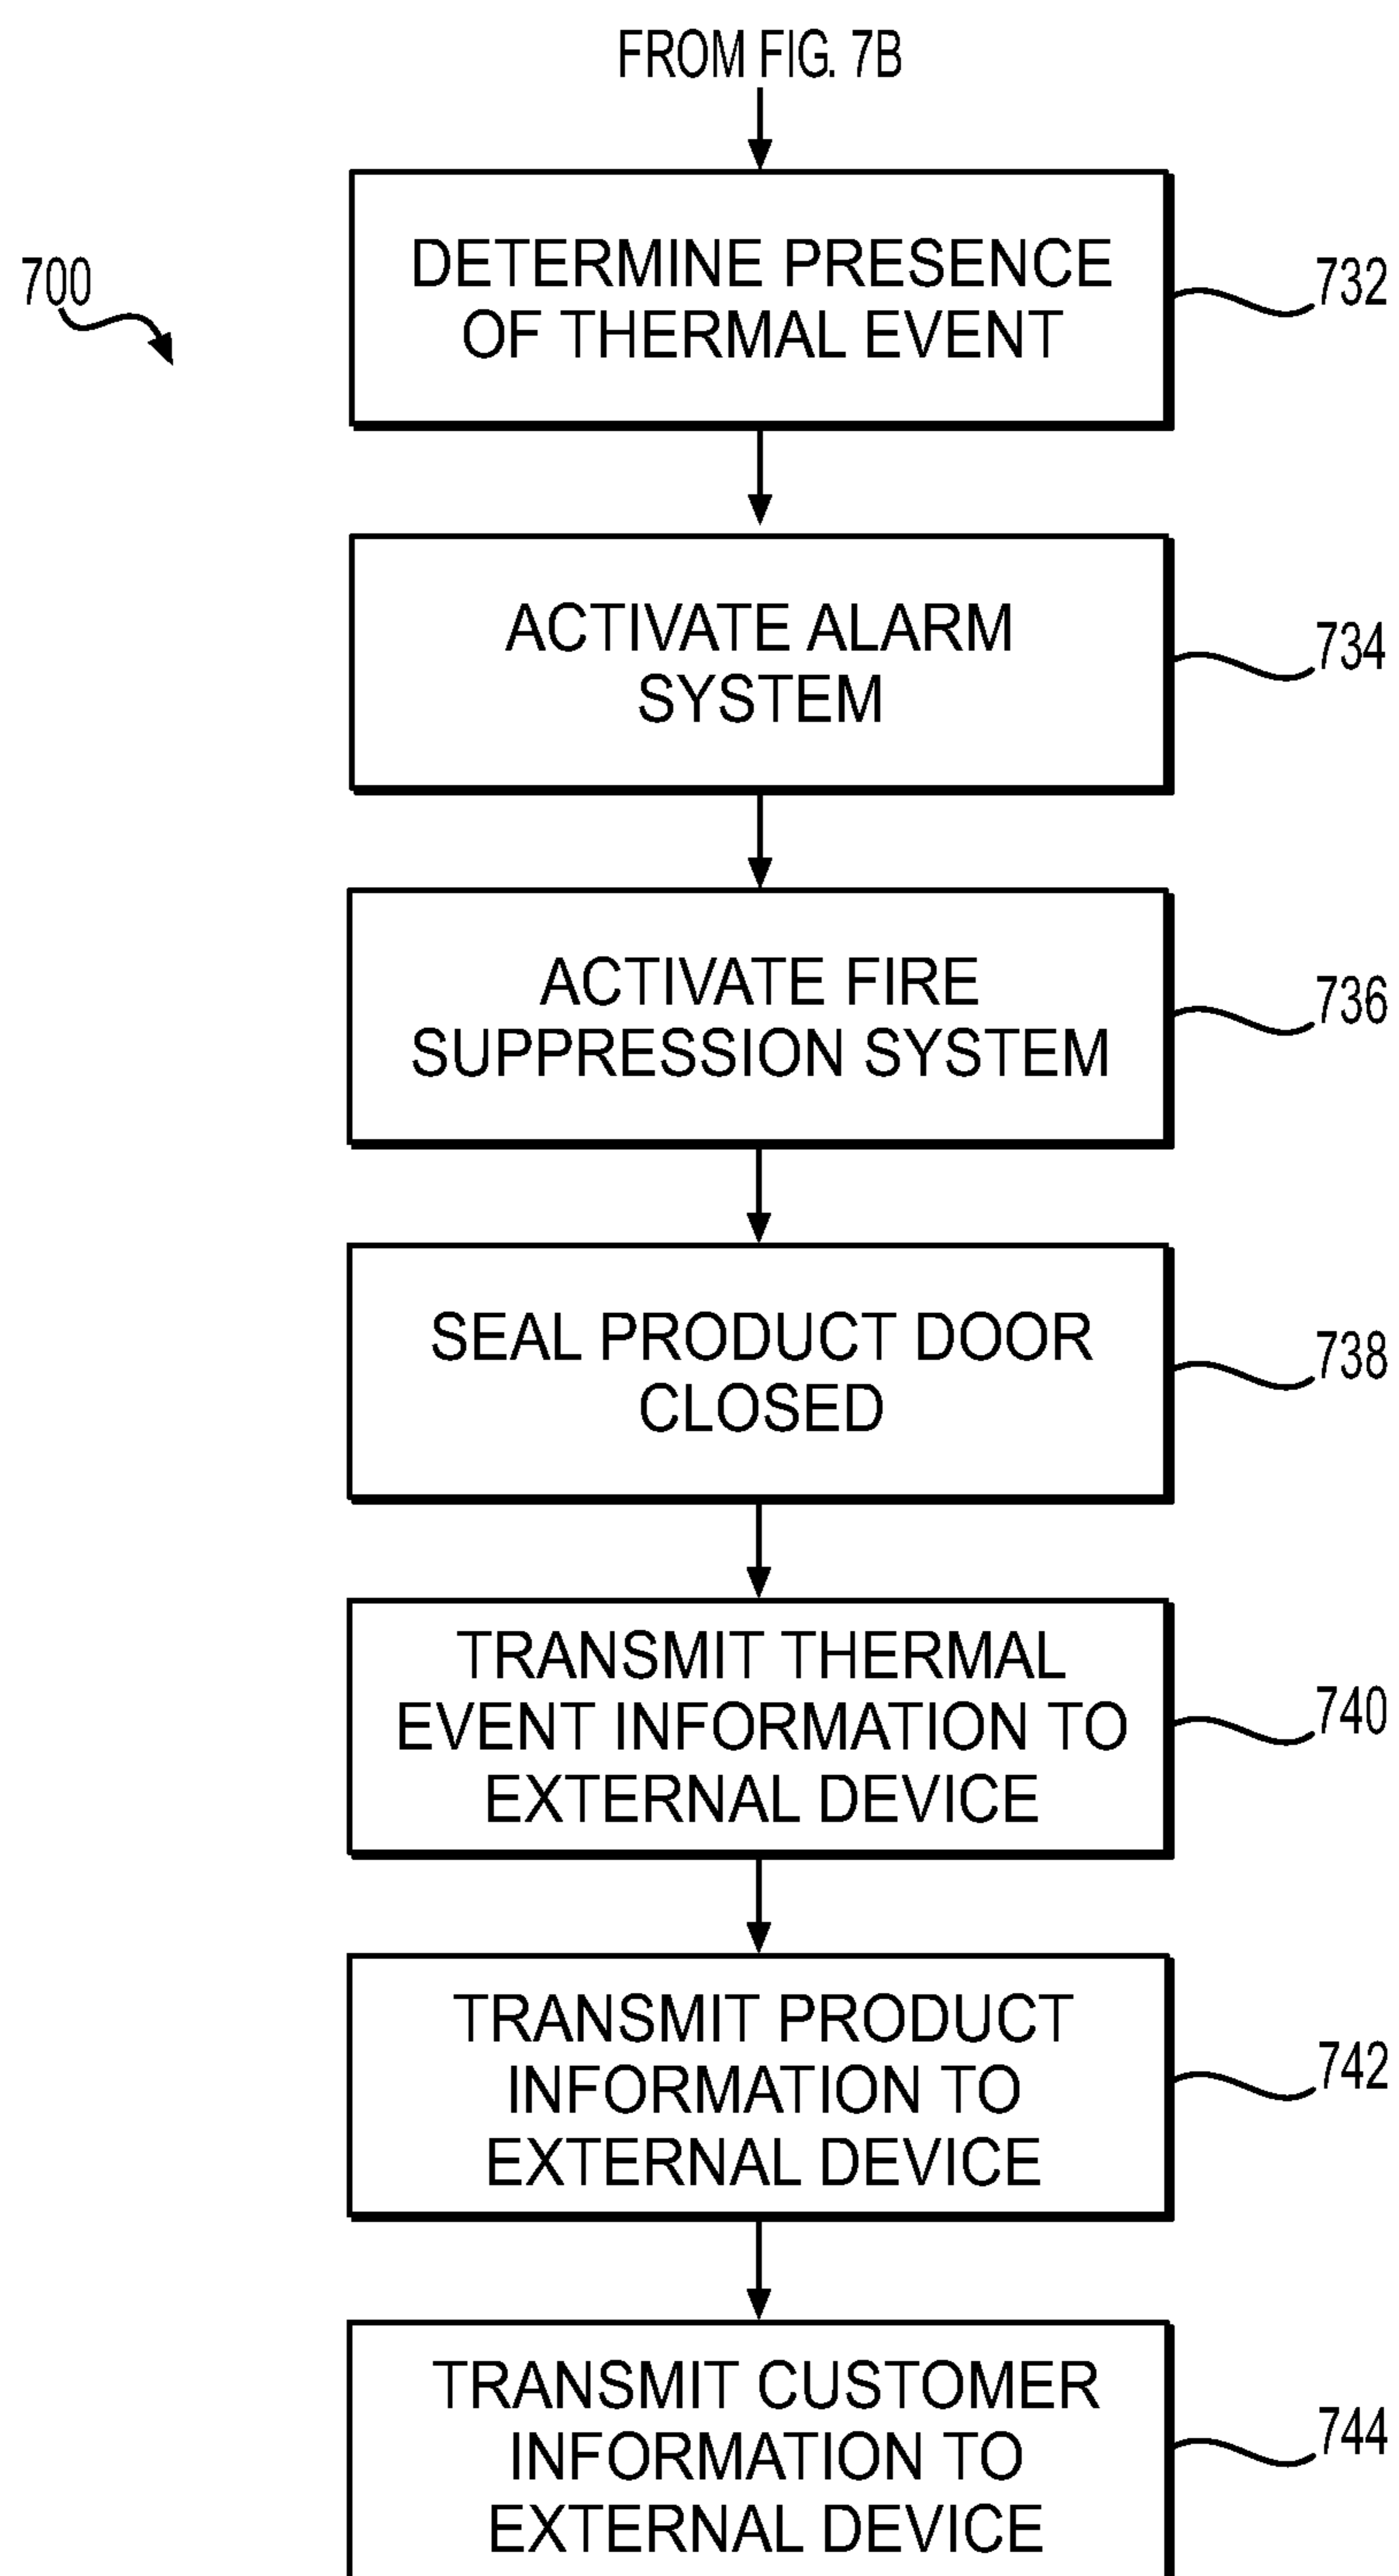 FROM FIG. 7B
700
DETERMINE PRESENCE
OF THERMAL EVENT
732
ACTIVATE ALARM
SYSTEM
734
ACTIVATE FIRE
SUPPRESSION SYSTEM
736
SEAL PRODUCT DOOR
CLOSED
738
TRANSMIT THERMAL
EVENT INFORMATION TO
EXTERNAL DEVICE
740
TRANSMIT PRODUCT
INFORMATION TO
EXTERNAL DEVICE
742
TRANSMIT CUSTOMER
INFORMATION TO
EXTERNAL DEVICE
744